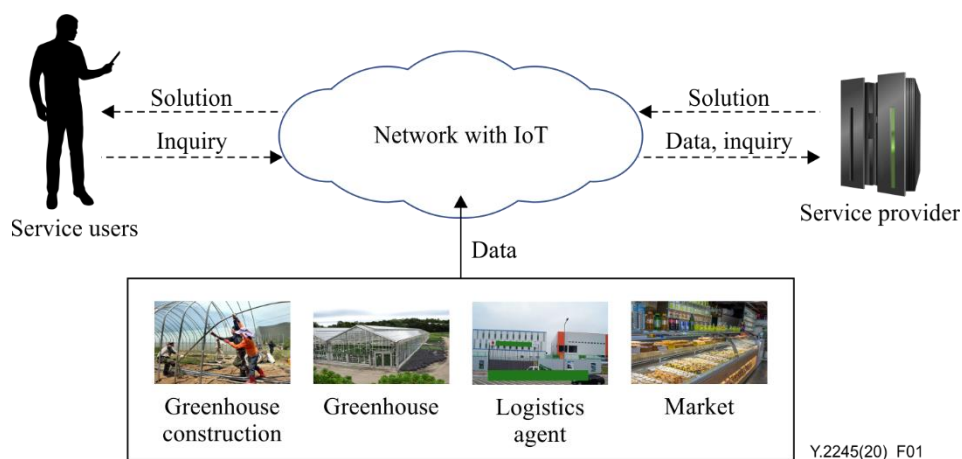 Solution
Inquiry
Network with IoT
Solution
Data, inquiry
Service users
Service provider
Data
Greenhouse
construction
Greenhouse
Logistics
agent
Market
Y.2245(20)_F01